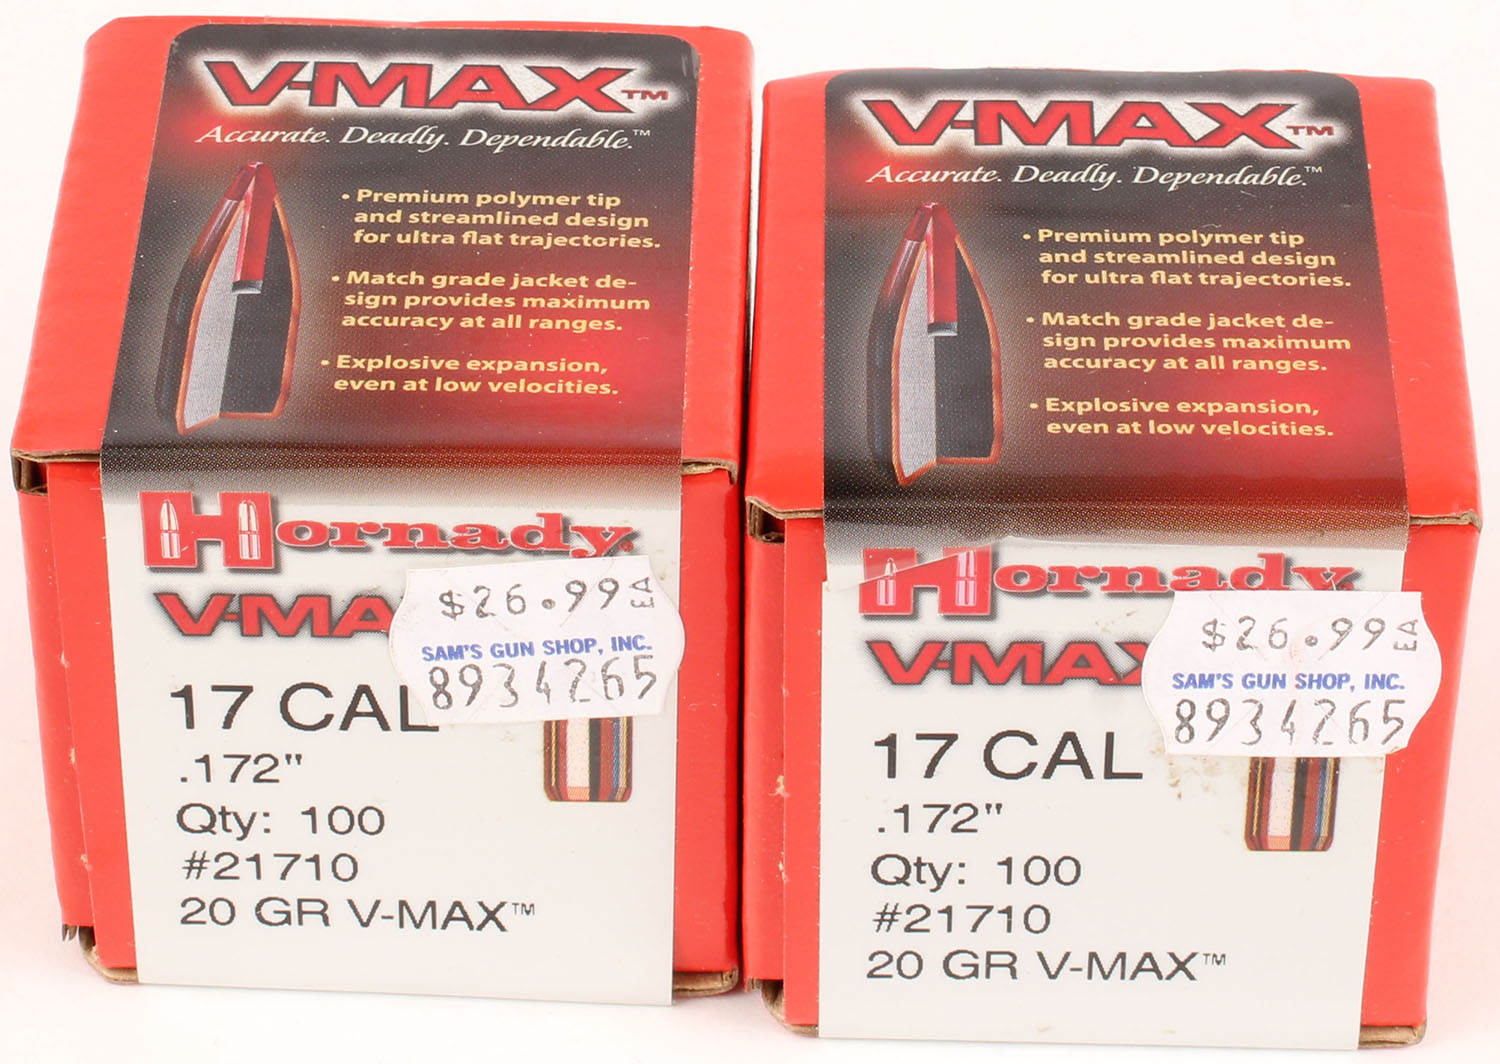 V-MAX™
Accurate. Deadly. Dependable.™
• Premium polymer tip
and streamlined design
for ultra flat trajectories.
• Match grade jacket de-
sign provides maximum
accuracy at all ranges.
• Explosive expansion,
even at low velocities.
Hornady
V-MA
$26.99 EA
SAM'S GUN SHOP, INC.
8934265
17 CAL
.172"
Qty: 100
#21710
20 GR V-MAX™
V-MAX™
Accurate. Deadly. Dependable.™
• Premium polymer tip
and streamlined design
for ultra flat trajectories.
• Match grade jacket de-
sign provides maximum
accuracy at all ranges.
• Explosive expansion,
even at low velocities.
Hornady
V-MAX
$26.99 EA
SAM'S GUN SHOP, INC.
8934265
17 CAL
.172"
Qty: 100
#21710
20 GR V-MAX™